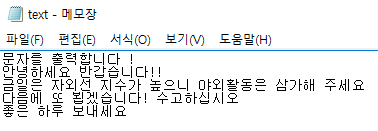 text - 메모장
파일(F) 편집(E) 서식(O) 보기(V) 도움말(H)
문자를 출력합니다 !
안녕하세요 반갑습니다!!
금일은 자외선 지수가 높으니 야외활동은 삼가해 주세요
다음에 또 뵙겠습니다! 수고하십시오
좋은 하루 보내세요